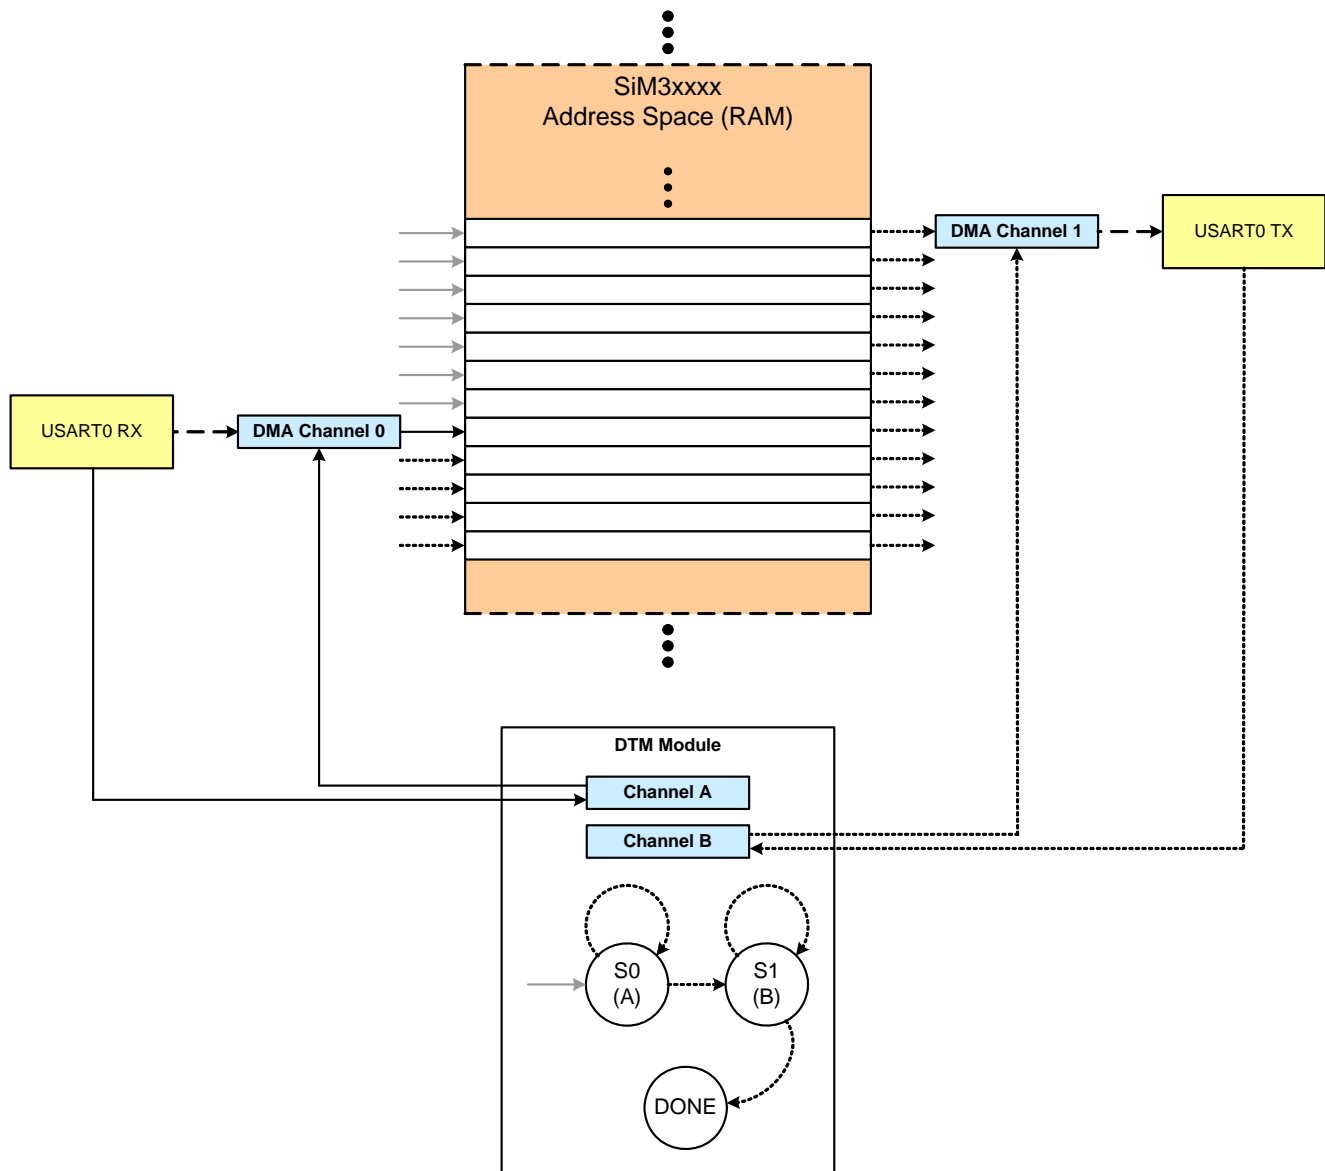 SiM3xxxx
Address Space (RAM)
DMA Channel 1
USART0 TX
USART0 RX
DMA Channel 0
DTM Module
Channel A
Channel B
S0
(A)
S1
(B)
DONE